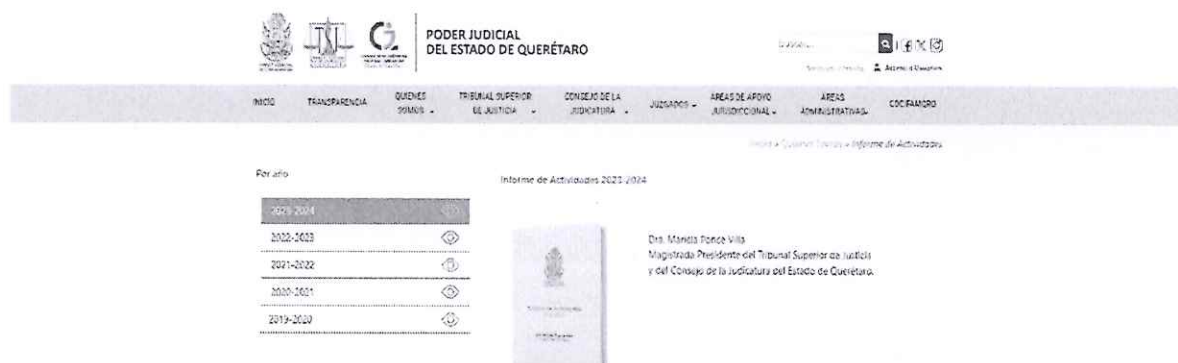 TSJ
CJ
PODER JUDICIAL
DEL ESTADO DE QUERÉTARO
INICIO
TRANSPARENCIA
QUIENES
SOMOS
TRIBUNAL SUPERIOR
DE JUSTICIA
CONSEJO DE LA
JUDICATURA
JUZGADOS
AREAS DE APOYO
JURISDICCIONAL
AREAS
ADMINISTRATIVAS
Informe de Actividades
Por año
Informe de Actividades 2023-2024
2023-2024
2022-2023
2021-2022
2020-2021
2019-2020
Dra. Mariela Ponce Villa
Magistrada Presidente del Tribunal Superior de Justicia
y del Consejo de la Judicatura del Estado de Querétaro.